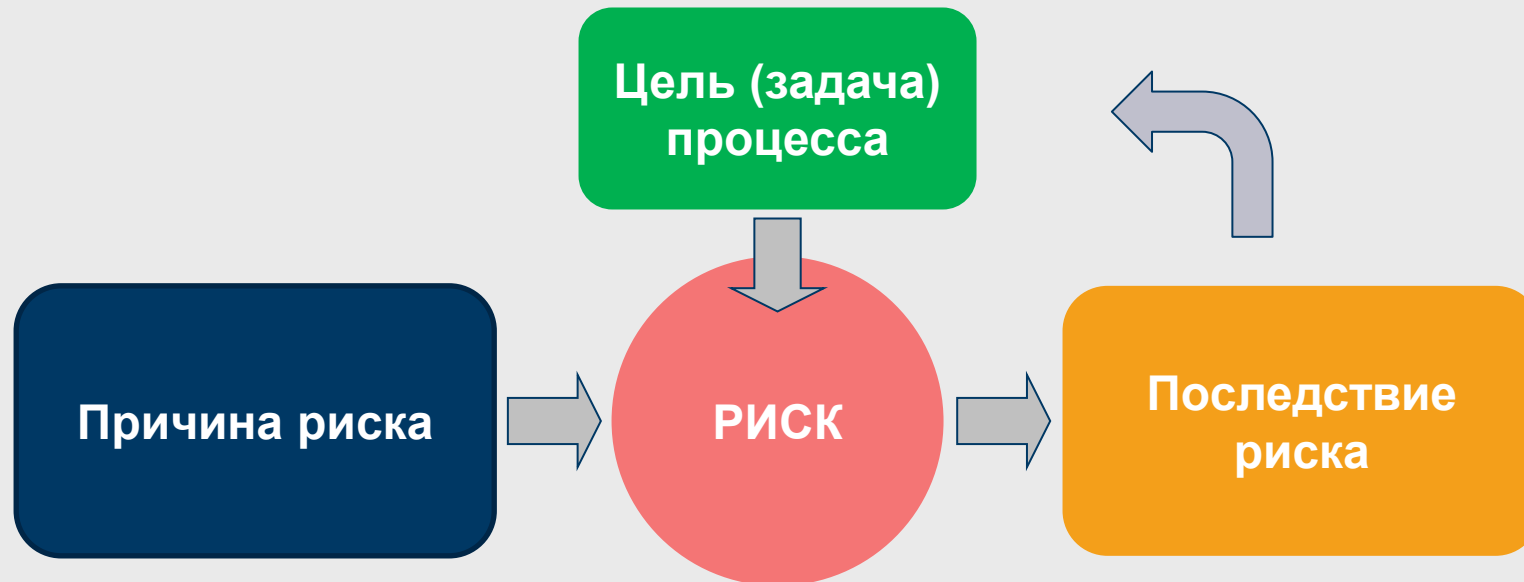 Цель (задача)
процесса
Причина риска
РИСК
Последствие
риска